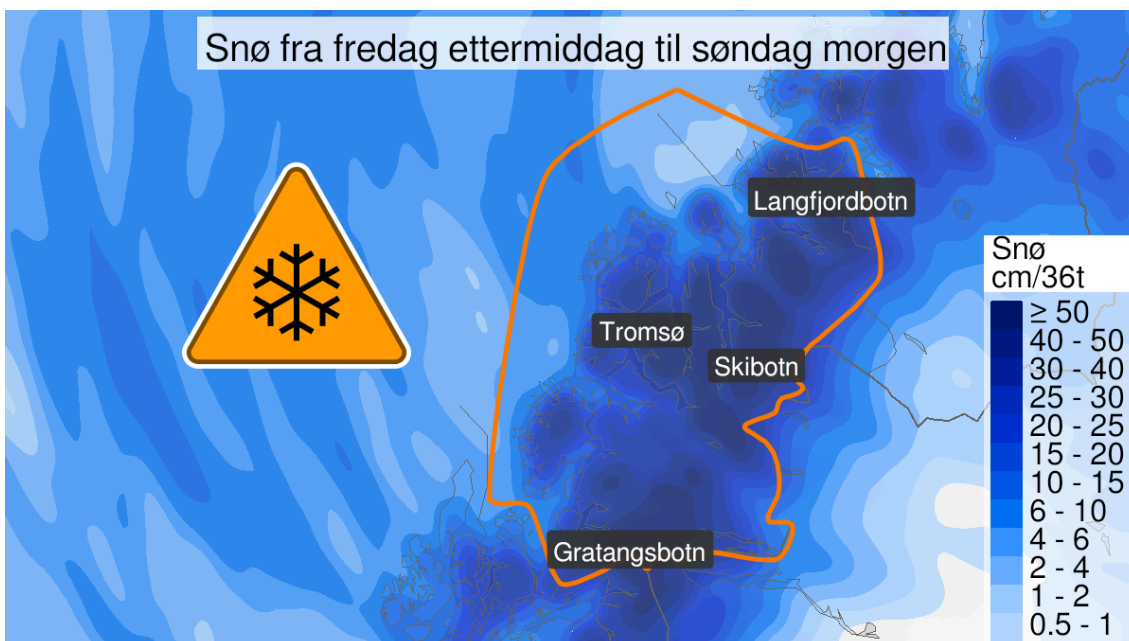 Snø fra fredag ettermiddag til søndag morgen
Langfjordbotn
Tromsø
Skibotn
Gratangsbotn
Snø
cm/36t
≥ 50
40 - 50
30 - 40
25 - 30
20 - 25
15 - 20
10 - 15
6 - 10
4 - 6
2 - 4
1 - 2
0.5 - 1